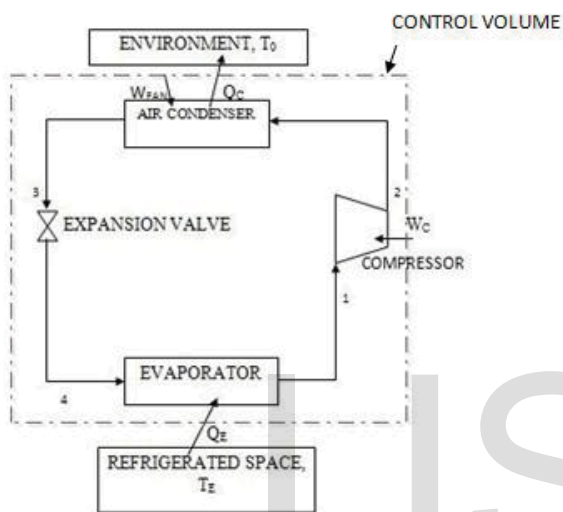 CONTROL VOLUME
ENVIRONMENT, T0
WFAN
QC
AIR CONDENSER
3
2
EXPANSION VALVE
WC
COMPRESSOR
1
EVAPORATOR
4
QE
REFRIGERATED SPACE,
TE